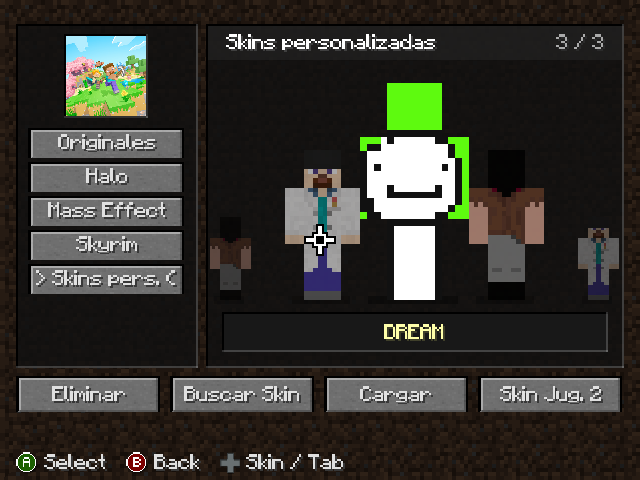 Skins personalizadas
3 / 3
Originales
Halo
Mass Effect
Skyrim
> Skins pers. <
DREAM
Eliminar
Buscar Skin
Cargar
Skin Jug. 2
A Select
B Back
Skin / Tab